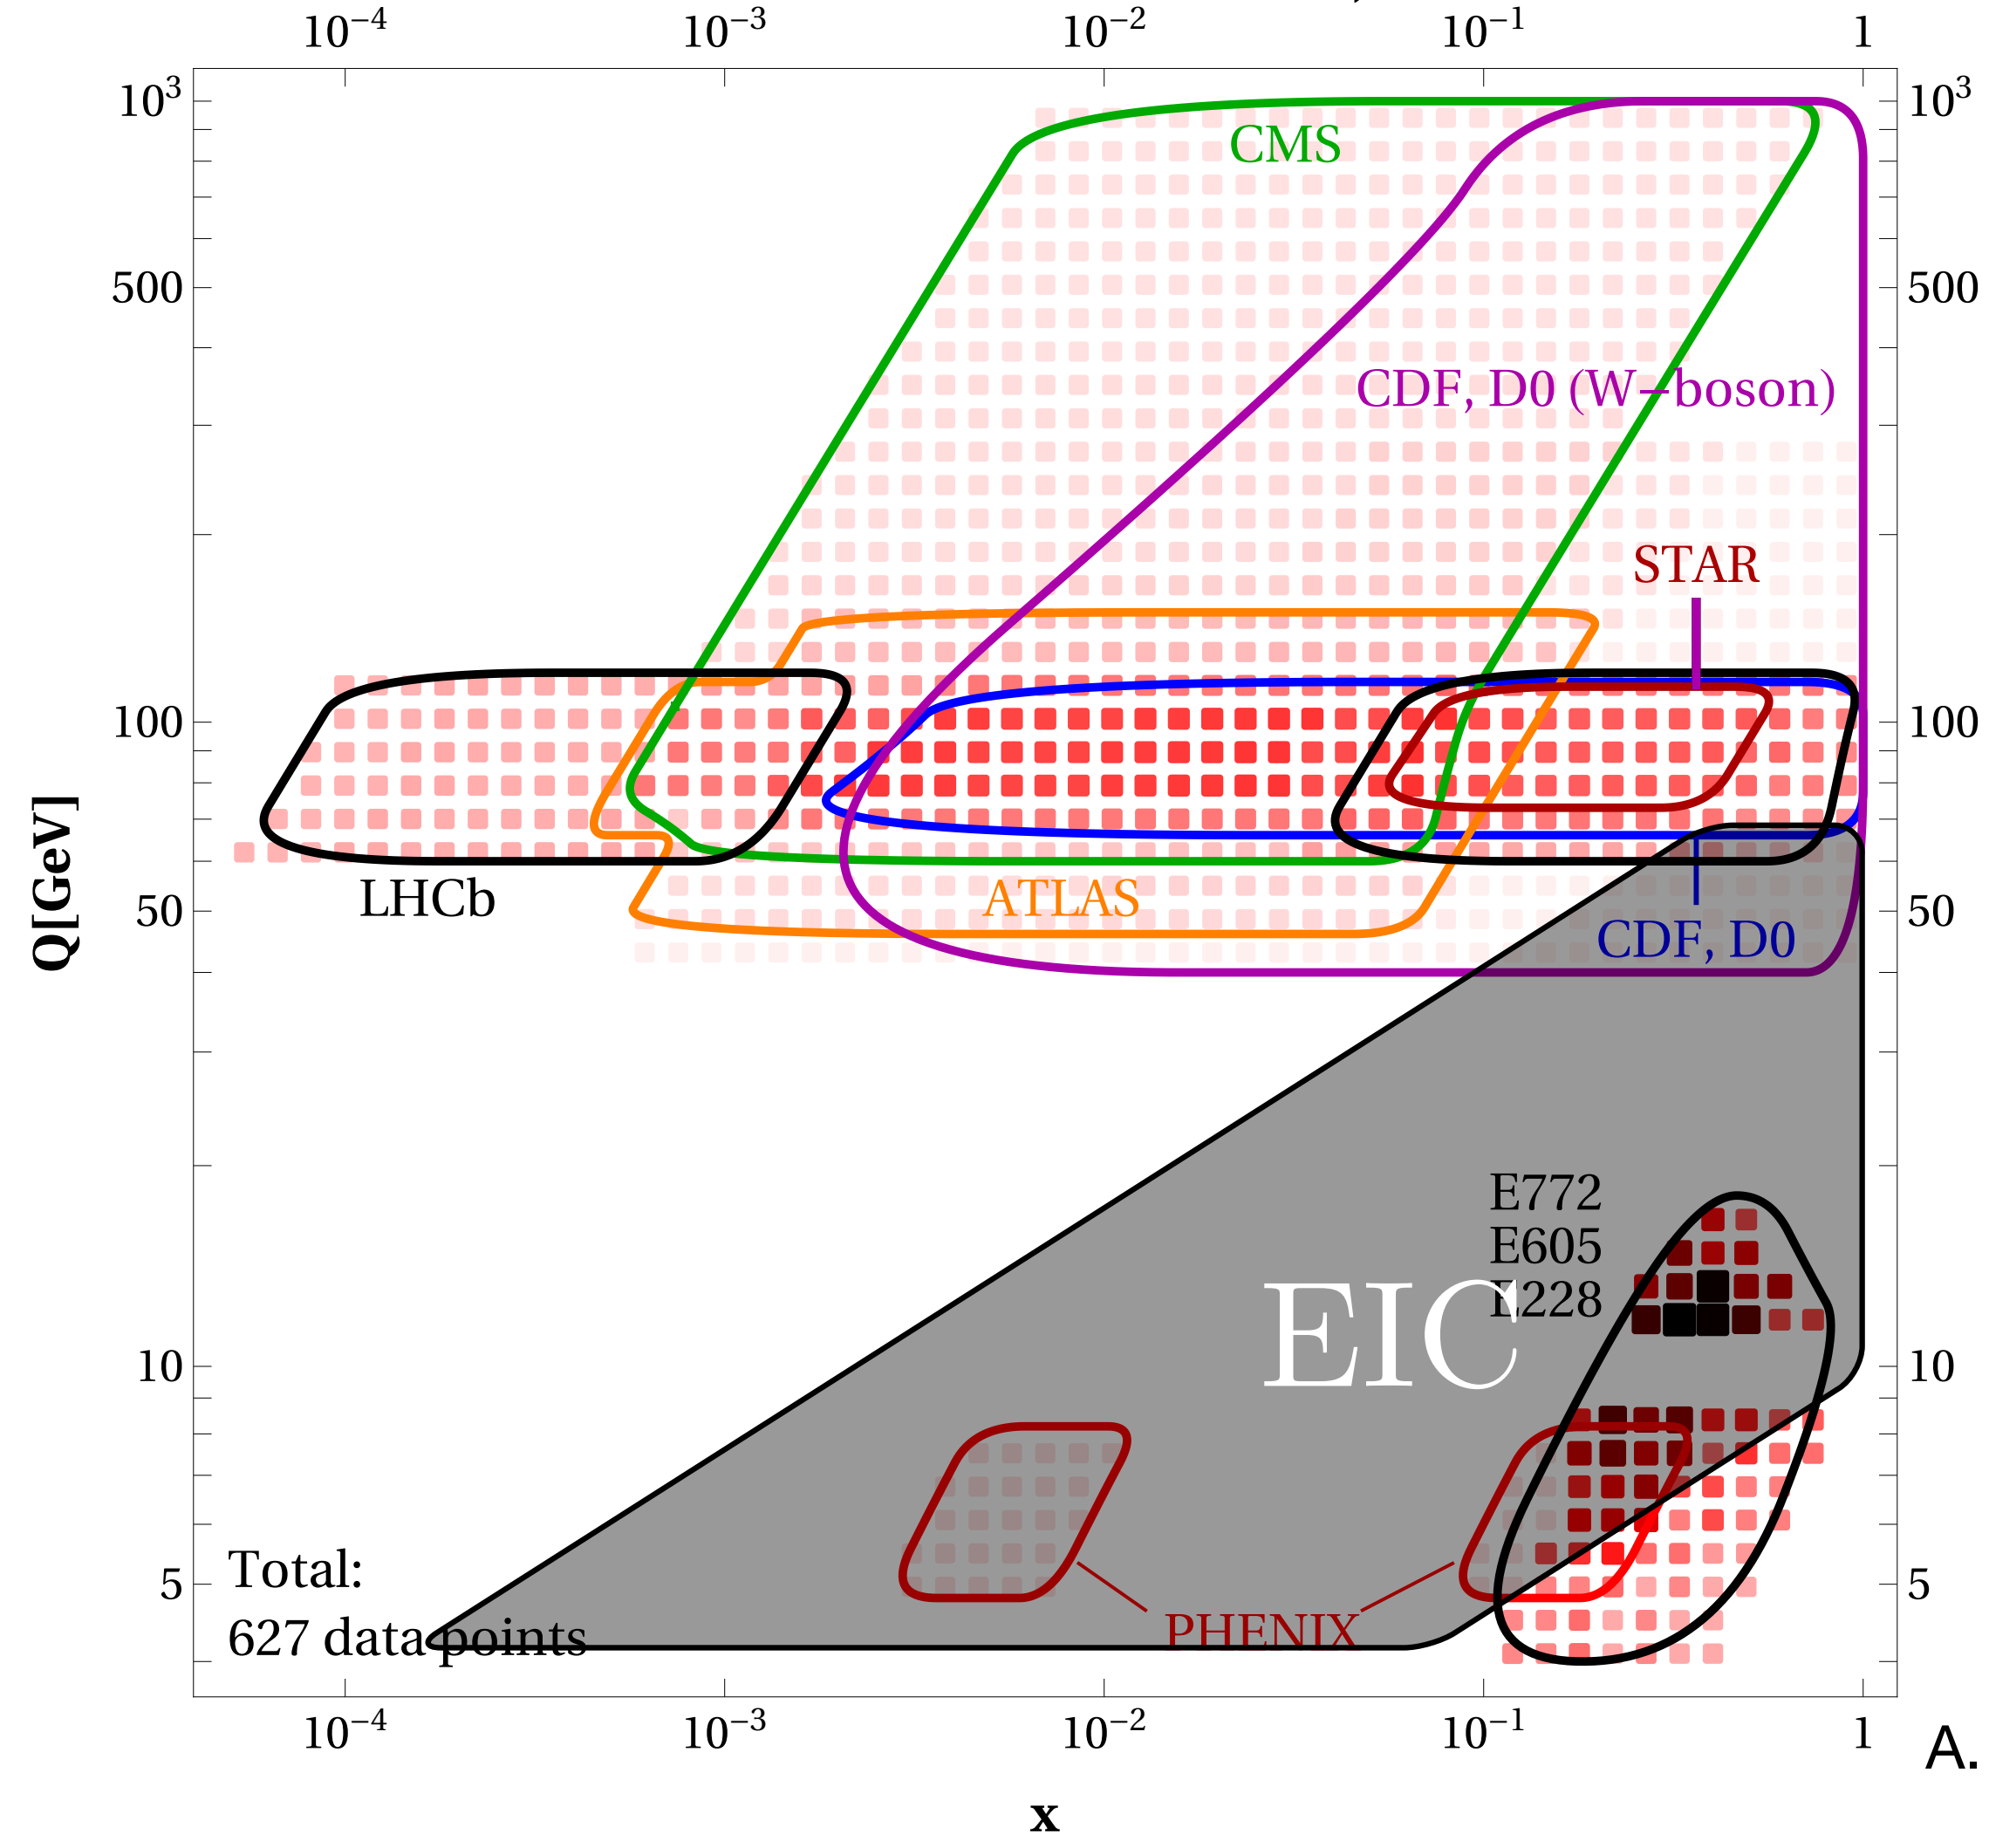 10⁻⁴ 10⁻³ 10⁻² 10⁻¹ 1
10³ 10³
CMS
500 500
CDF, D0 (W−boson)
STAR
100 100
LHCb
ATLAS
50 50
CDF, D0
Q[GeV]
E772
E605
E228
EIC
10 10
5 5
Total:
627 data points
PHENIX
10⁻⁴ 10⁻³ 10⁻² 10⁻¹ 1
A.
x